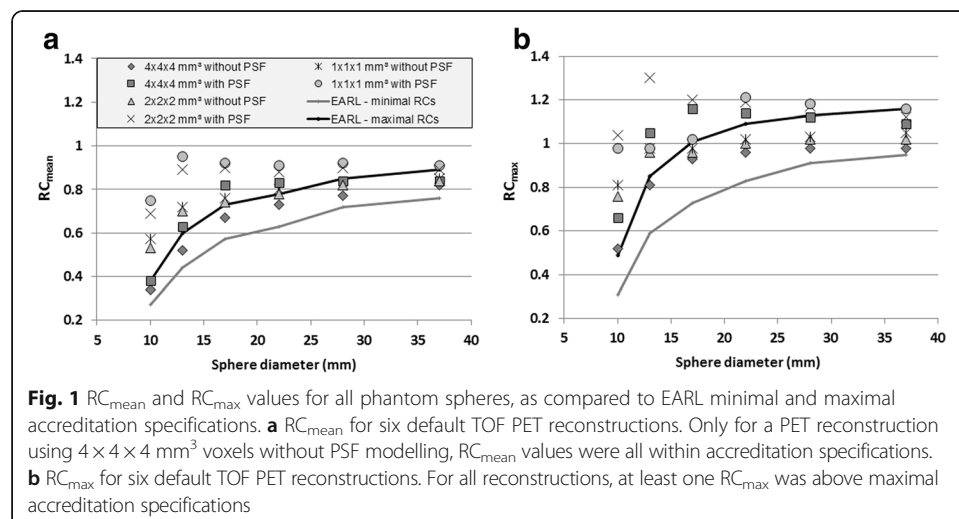 a
b
4x4x4 mm³ without PSF
1x1x1 mm³ without PSF
4x4x4 mm³ with PSF
1x1x1 mm³ with PSF
2x2x2 mm³ without PSF
EARL - minimal RCs
2x2x2 mm³ with PSF
EARL - maximal RCs
1.4
1.2
1
0.8
0.6
0.4
0.2
RCmean
5 10 15 20 25 30 35 40
Sphere diameter (mm)
1.4
1.2
1
0.8
0.6
0.4
0.2
RCmax
5 10 15 20 25 30 35 40
Sphere diameter (mm)
Fig. 1 RCmean and RCmax values for all phantom spheres, as compared to EARL minimal and maximal
accreditation specifications. a RCmean for six default TOF PET reconstructions. Only for a PET reconstruction
using 4 × 4 × 4 mm³ voxels without PSF modelling, RCmean values were all within accreditation specifications.
b RCmax for six default TOF PET reconstructions. For all reconstructions, at least one RCmax was above maximal
accreditation specifications